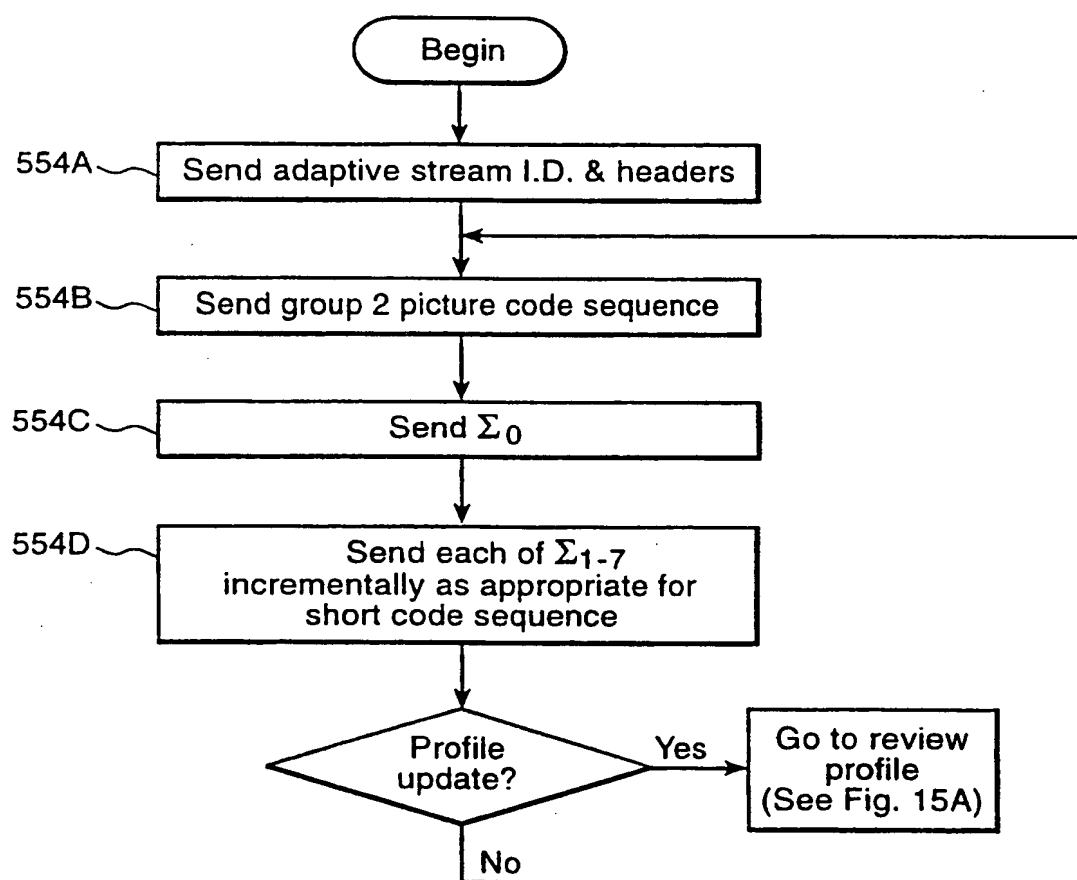 Begin
554A
Send adaptive stream I.D. & headers
554B
Send group 2 picture code sequence
554C
Send Σ0
554D
Send each of Σ1-7
incrementally as appropriate for
short code sequence
Profile
update?
Yes
Go to review
profile
(See Fig. 15A)
No